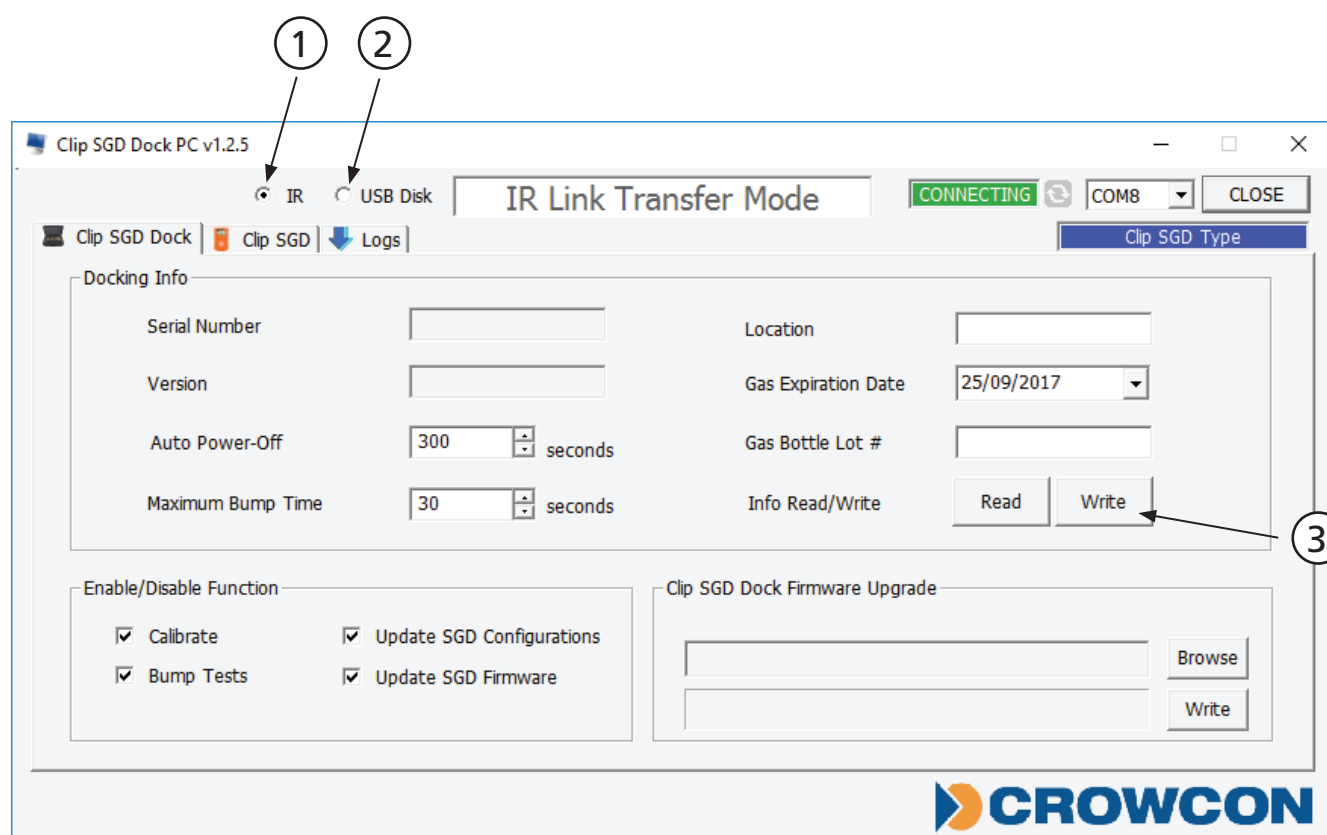 1 2
Clip SGD Dock PC v1.2.5
IR USB Disk IR Link Transfer Mode CONNECTING COM8 CLOSE
Clip SGD Dock Clip SGD Logs Clip SGD Type
Docking Info
Serial Number Location
Version Gas Expiration Date 25/09/2017
Auto Power-Off 300 seconds Gas Bottle Lot #
Maximum Bump Time 30 seconds Info Read/Write Read Write
3
Enable/Disable Function Clip SGD Dock Firmware Upgrade
Calibrate Update SGD Configurations
Browse
Bump Tests Update SGD Firmware
Write
CROWCON